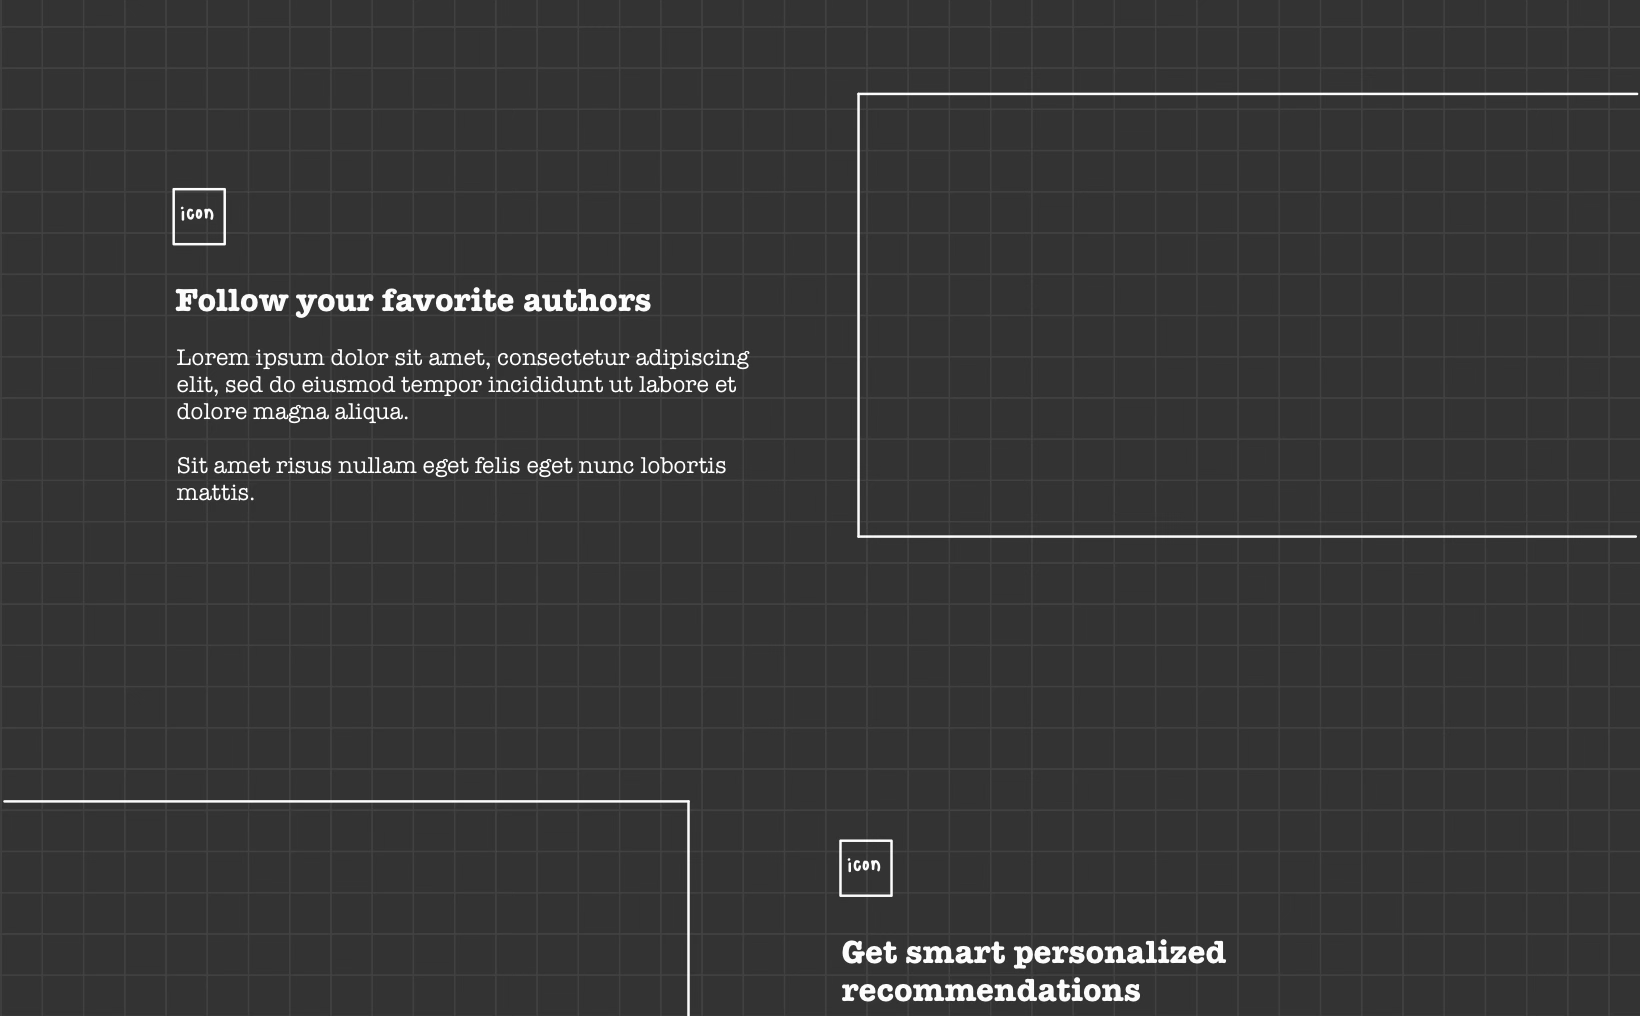 icon
Follow your favorite authors
Lorem ipsum dolor sit amet, consectetur adipiscing
elit, sed do eiusmod tempor incididunt ut labore et
dolore magna aliqua.
Sit amet risus nullam eget felis eget nunc lobortis
mattis.
icon
Get smart personalized
recommendations